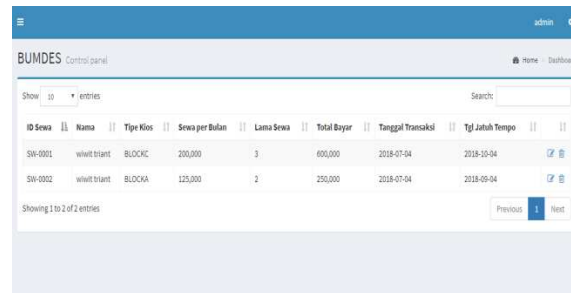 admin
BUMDES Control panel
Home Dashboa
Show 10 entries
Search:
ID Sewa Nama Tipe Kios Sewa per Bulan Lama Sewa Total Bayar Tanggal Transaksi Tgl Jatuh Tempo
SW-0001 wiwit triant BLOCKC 200,000 3 600,000 2018-07-04 2018-10-04
SW-0002 wiwit triant BLOCKA 125,000 2 250,000 2018-07-04 2018-09-04
Showing 1 to 2 of 2 entries
Previous 1 Next